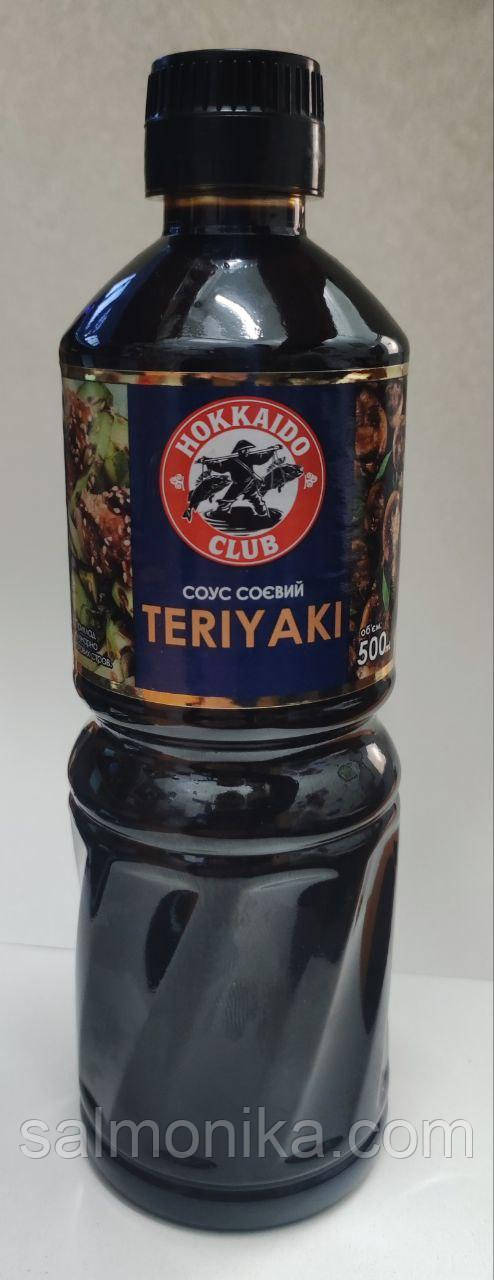 HOKKAIDO
CLUB
СОУС СОЄВИЙ
TERIYAKI
об'єм:
500
salmonika.com